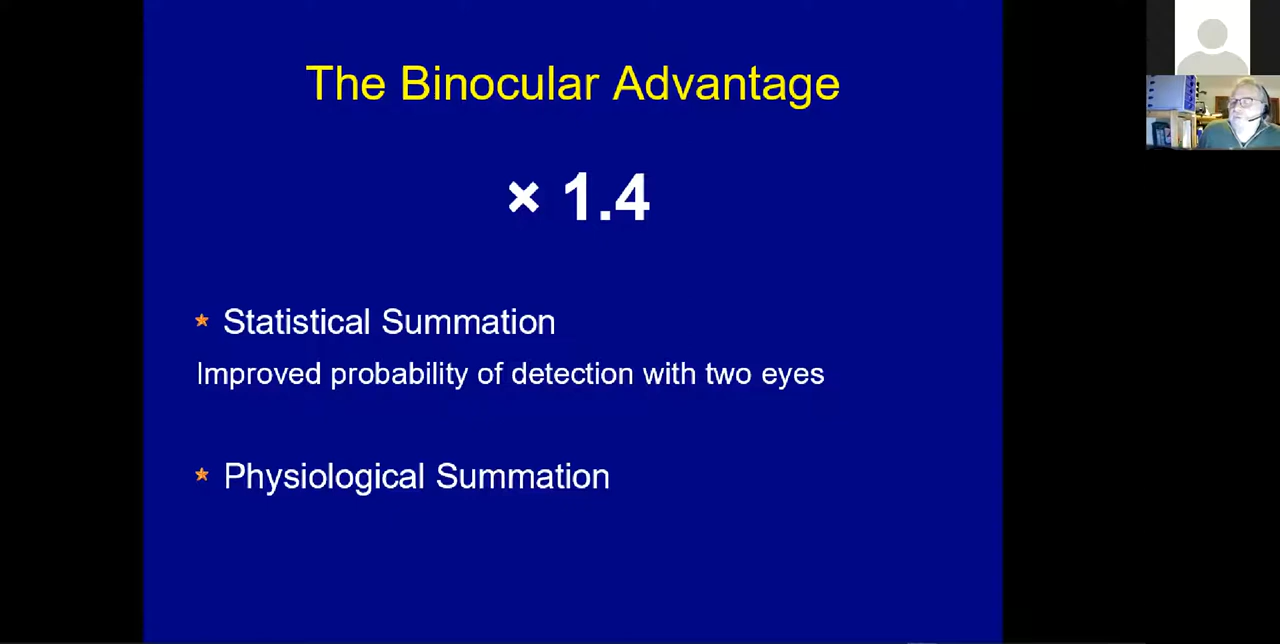 The Binocular Advantage
× 1.4
Statistical Summation
Improved probability of detection with two eyes
Physiological Summation